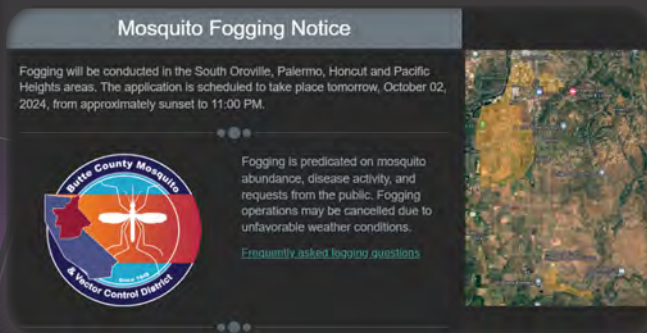 Mosquito Fogging Notice
Fogging will be conducted in the South Oroville, Palermo, Honcut and Pacific
Heights areas. The application is scheduled to take place tomorrow, October 02,
2024, from approximately sunset to 11:00 PM.
Butte County Mosquito
& Vector Control District
Since 1948
Fogging is predicated on mosquito
abundance, disease activity, and
requests from the public. Fogging
operations may be cancelled due to
unfavorable weather conditions.
Frequently asked fogging questions